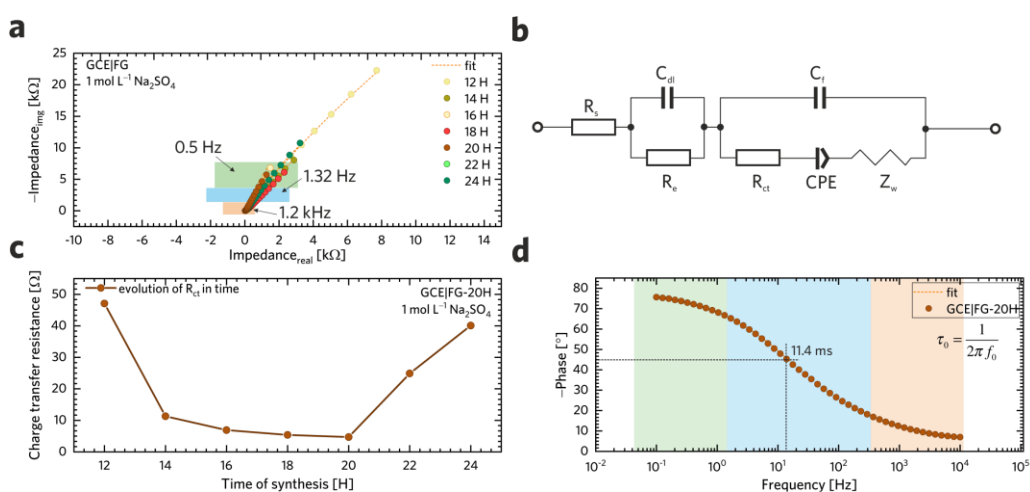 a
GCE|FG
1 mol L⁻¹ Na₂SO₄
fit
12 H
14 H
16 H
18 H
20 H
22 H
24 H
0.5 Hz
1.32 Hz
1.2 kHz
25
20
15
10
5
0
-10 -8 -6 -4 -2 0 2 4 6 8 10 12 14
−Impedance_img [kΩ]
Impedance_real [kΩ]
b
R_s
C_dl
R_e
C_f
R_ct
CPE
Z_w
c
evolution of R_ct in time
GCE|FG-20H
1 mol L⁻¹ Na₂SO₄
50
40
30
20
10
0
12 14 16 18 20 22 24
Charge transfer resistance [Ω]
Time of synthesis [H]
d
fit
GCE|FG-20H
τ₀ = 1 / 2π f₀
11.4 ms
80
70
60
50
40
30
20
10
0
10⁻² 10⁻¹ 10⁰ 10¹ 10² 10³ 10⁴ 10⁵
−Phase [°]
Frequency [Hz]